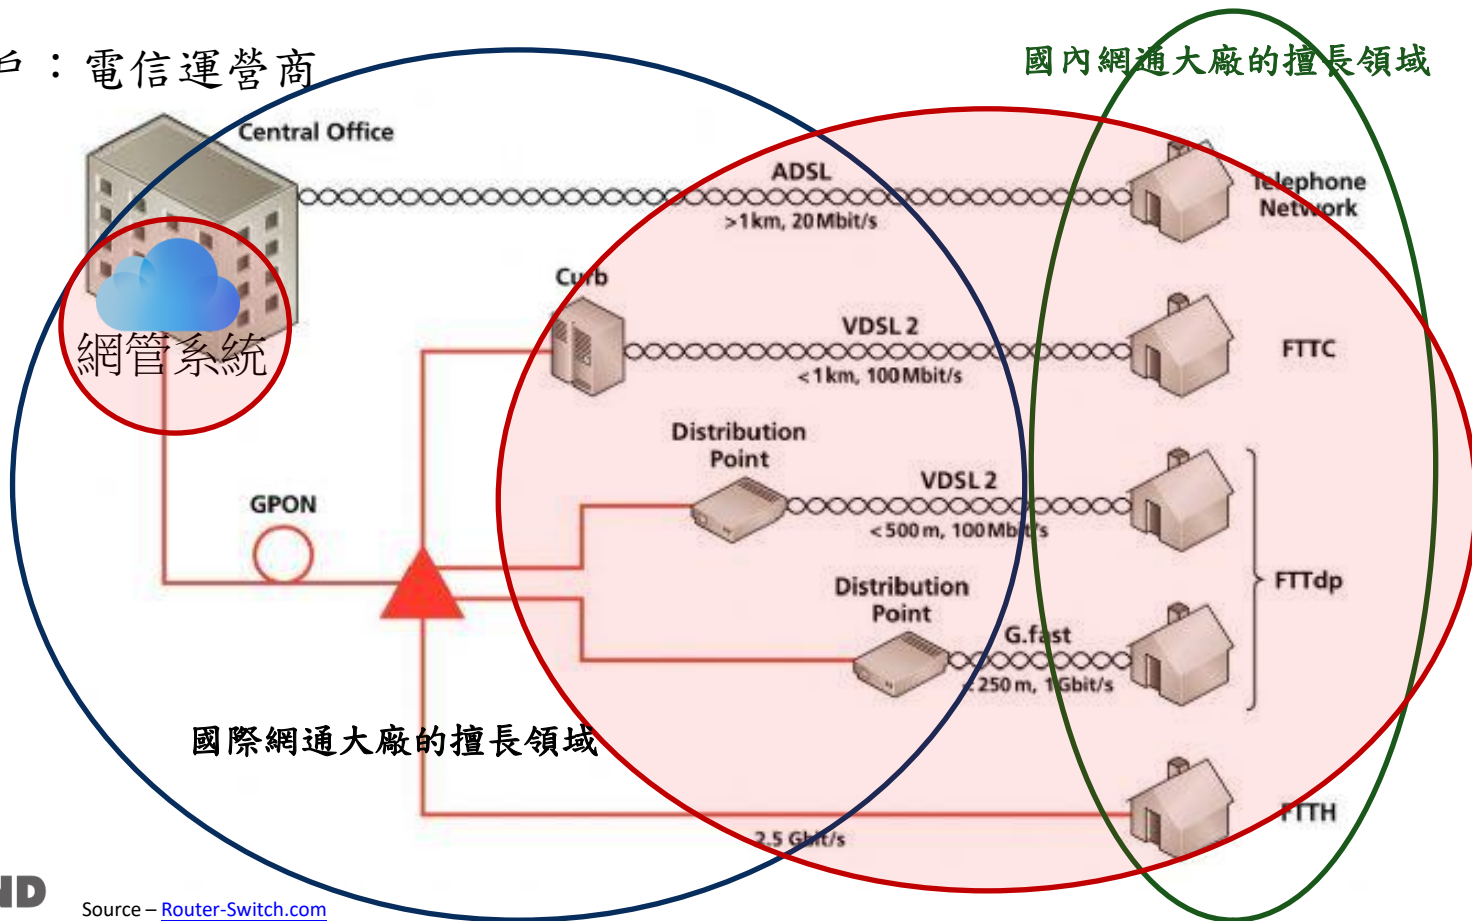 戶：電信運營商
國內網通大廠的擅長領域
Central Office
ADSL
>1km, 20Mbit/s
Telephone
Network
網管系統
Curb
VDSL 2
<1km, 100Mbit/s
FTTC
Distribution
Point
VDSL 2
<500m, 100Mbit/s
GPON
FTTdp
Distribution
Point
G.fast
<250m, 1Gbit/s
國際網通大廠的擅長領域
2.5 Gbit/s
FTTH
ND
Source – Router-Switch.com